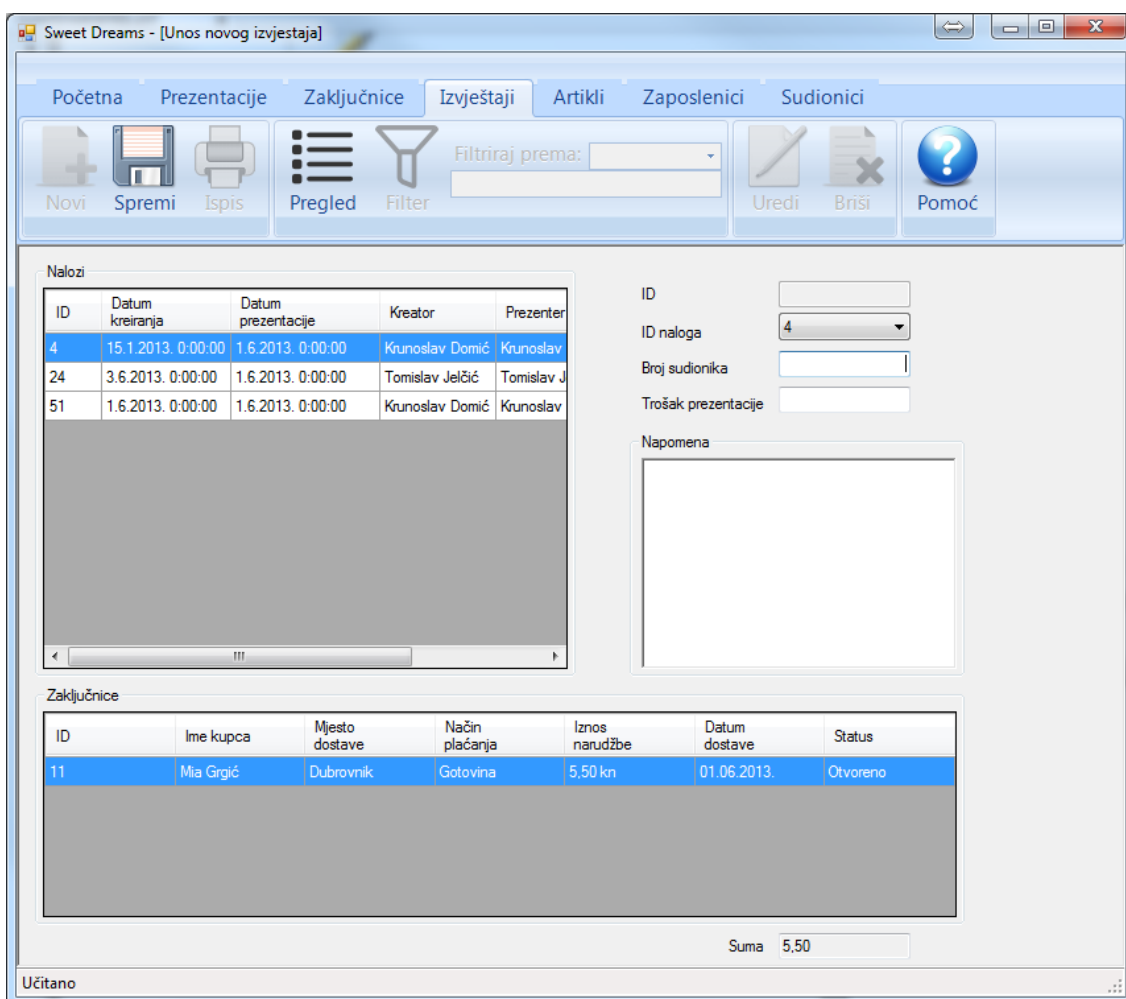 Sweet Dreams - [Unos novog izvjestaja]
Početna Prezentacije Zaključnice Izvještaji Artikli Zaposlenici Sudionici
Novi Spremi Ispis Pregled Filter Filtriraj prema: Uredi Briši Pomoć
Nalozi
ID Datum kreiranja Datum prezentacije Kreator Prezenter
4 15.1.2013. 0:00:00 1.6.2013. 0:00:00 Krunoslav Domić Krunoslav
24 3.6.2013. 0:00:00 1.6.2013. 0:00:00 Tomislav Jelčić Tomislav J
51 1.6.2013. 0:00:00 1.6.2013. 0:00:00 Krunoslav Domić Krunoslav
ID
ID naloga 4
Broj sudionika
Trošak prezentacije
Napomena
Zaključnice
ID Ime kupca Mjesto dostave Način plaćanja Iznos narudžbe Datum dostave Status
11 Mia Grgić Dubrovnik Gotovina 5,50 kn 01.06.2013. Otvoreno
Suma 5,50
Učitano